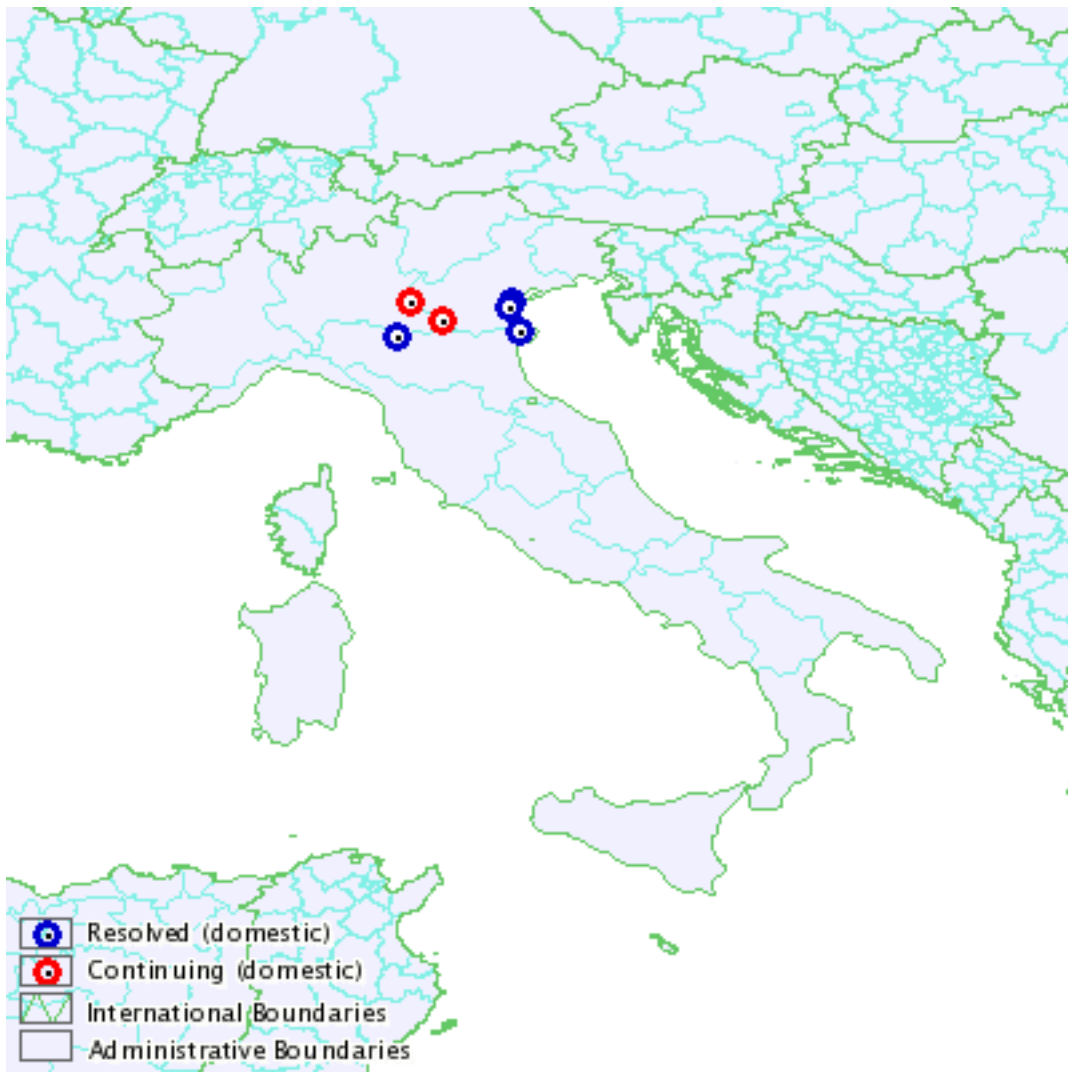 Resolved (domestic)
Continuing (domestic)
International Boundaries
Administrative Boundaries